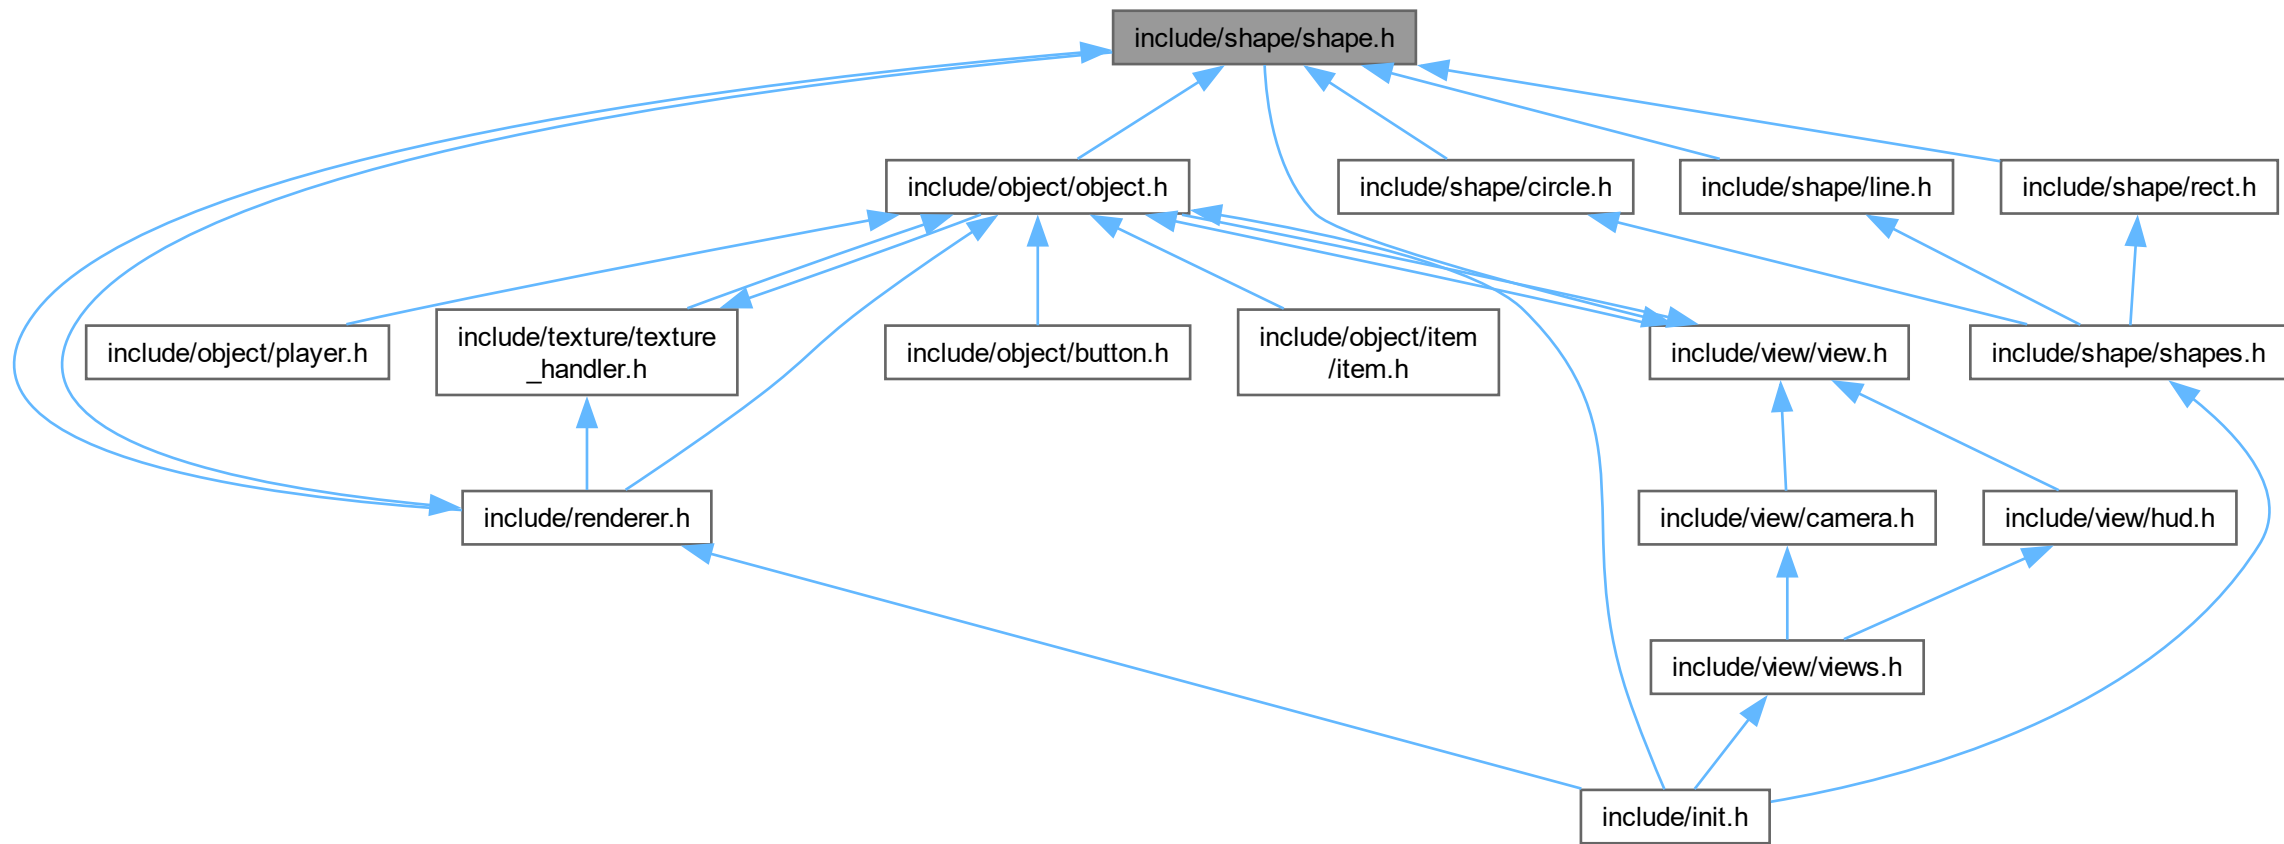 include/shape/shape.h
include/object/object.h
include/shape/circle.h
include/shape/line.h
include/shape/rect.h
include/object/player.h
include/texture/texture
_handler.h
include/object/button.h
include/object/item
/item.h
include/view/view.h
include/shape/shapes.h
include/renderer.h
include/view/camera.h
include/view/hud.h
include/view/views.h
include/init.h